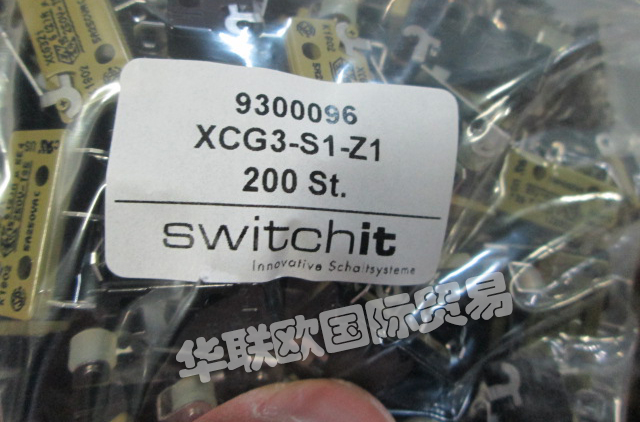 9300096
XCG3-S1-Z1
200 St.
switchit
Innovative Schaltsysteme
华联欧国际贸易